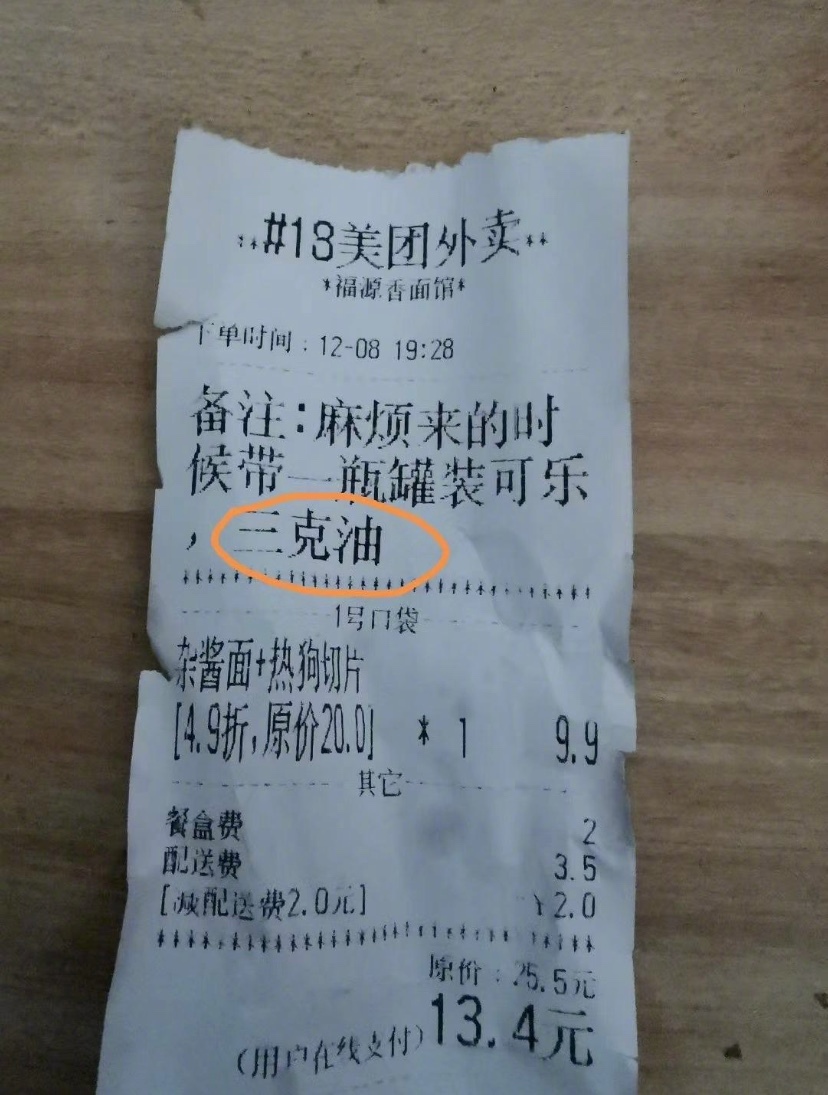 **#13美团外卖**
*福源香面馆*
下单时间：12-08 19:28
备注：麻烦来的时
候带一瓶罐装可乐
，三克油
1号口袋
杂酱面+热狗切片
[4.9折,原价20.0] * 1 9.9
其它
餐盒费 2
配送费 3.5
[减配送费2.0元] ¥2.0
原价：25.5元
(用户在线支付)13.4元